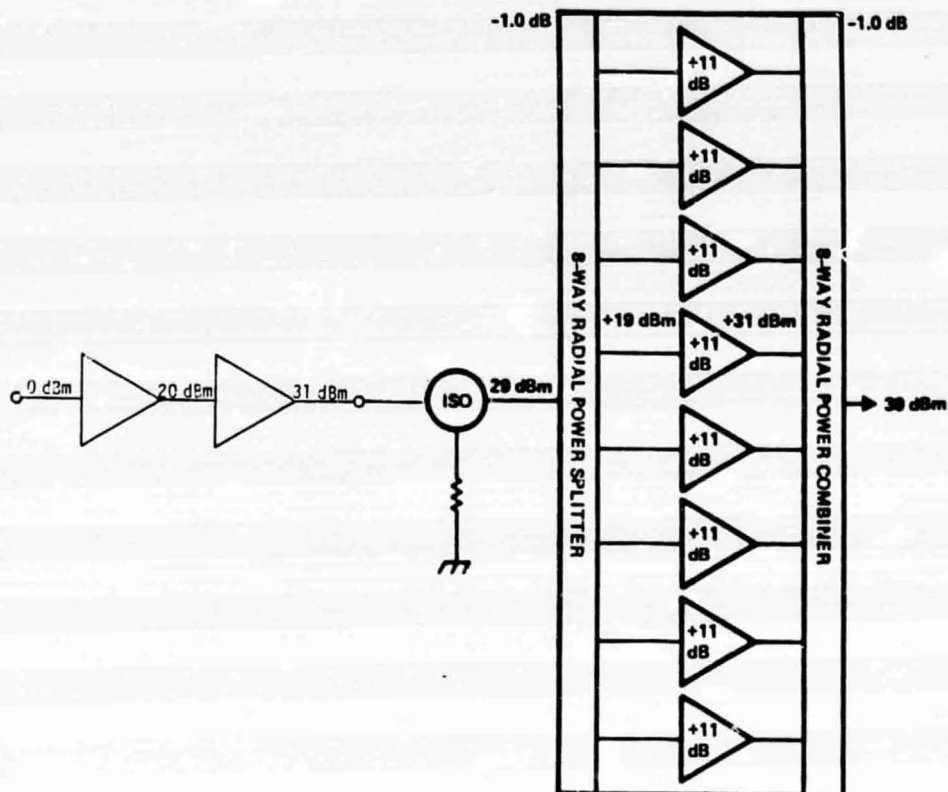 -1.0 dB
-1.0 dB
+11
dB
+11
dB
+11
dB
+19 dBm
+31 dBm
+11
dB
+11
dB
+11
dB
+11
dB
+11
dB
8-WAY RADIAL POWER SPLITTER
8-WAY RADIAL POWER COMBINER
0 dBm
20 dBm
31 dBm
ISO
29 dBm
39 dBm